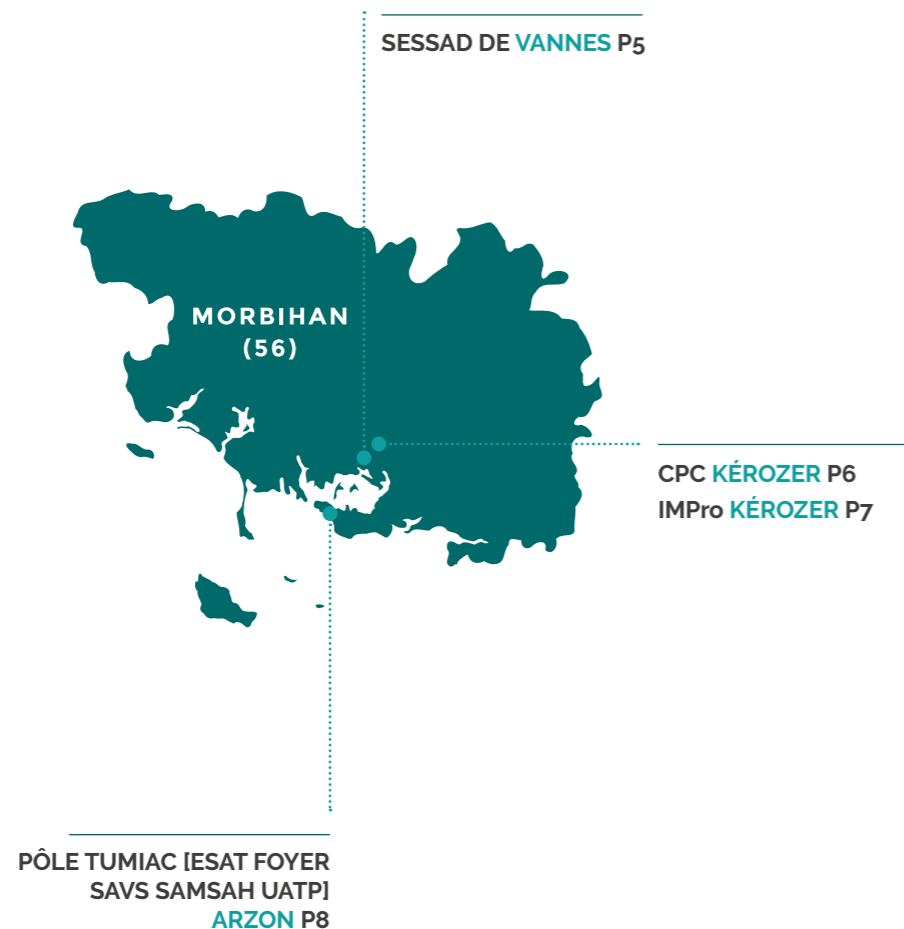 SESSAD DE VANNES P5
MORBIHAN
(56)
CPC KÉROZER P6
IMPro KÉROZER P7
PÔLE TUMIAC [ESAT FOYER
SAVS SAMSAH UATP]
ARZON P8